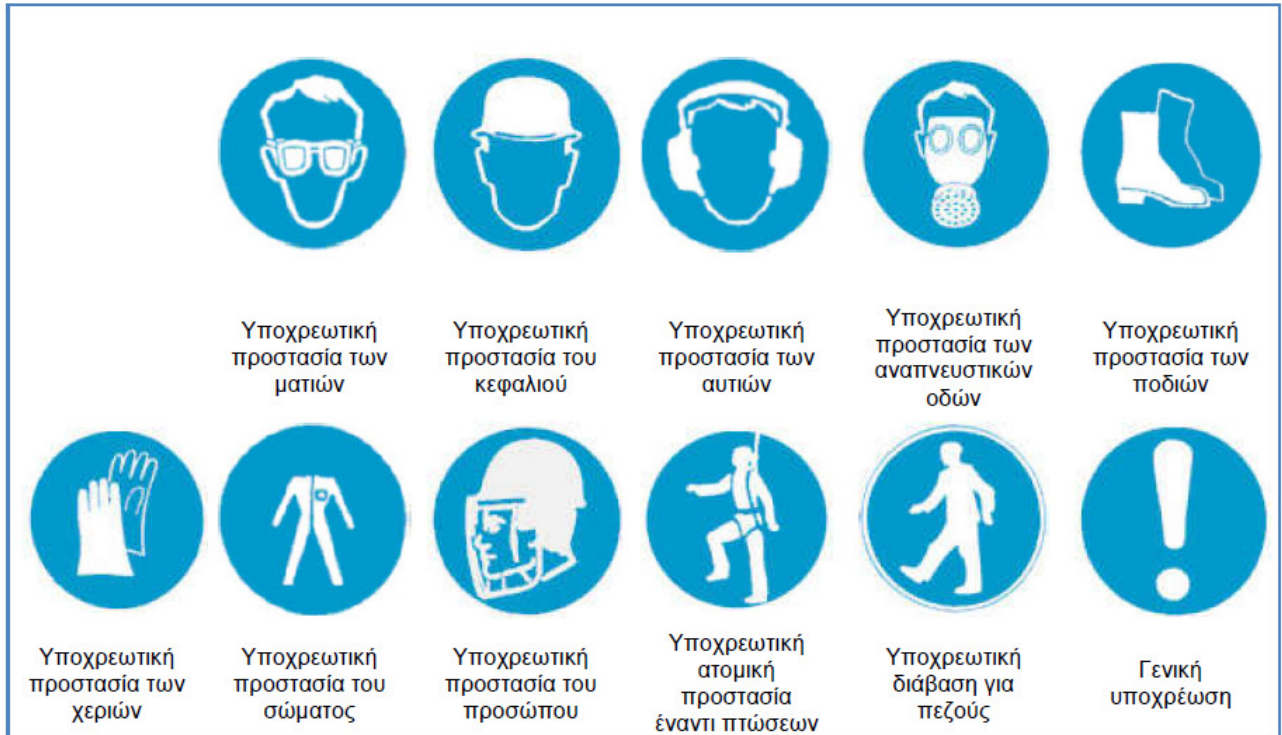 Υποχρεωτική
προστασία των
ματιών
Υποχρεωτική
προστασία του
κεφαλιού
Υποχρεωτική
προστασία των
αυτιών
Υποχρεωτική
προστασία των
αναπνευστικών
οδών
Υποχρεωτική
προστασία των
ποδιών
Υποχρεωτική
προστασία των
χεριών
Υποχρεωτική
προστασία του
σώματος
Υποχρεωτική
προστασία του
προσώπου
Υποχρεωτική
ατομική
προστασία
έναντι πτώσεων
Υποχρεωτική
διάβαση για
πεζούς
Γενική
υποχρέωση